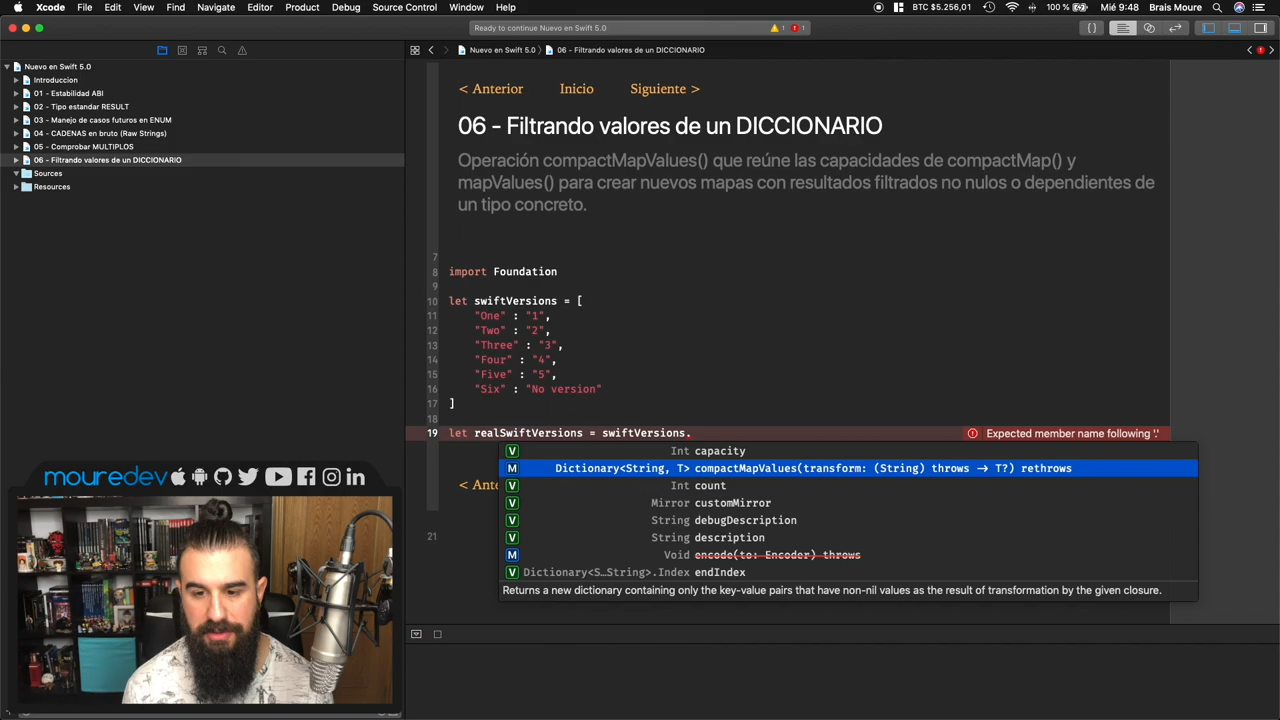 Xcode File Edit View Find Navigate Editor Product Debug Source Control Window Help
BTC $5.256,01 100 % Mié 9:48 Brais Moure
Ready to continue Nuevo en Swift 5.0 1 1
{}
Nuevo en Swift 5.0
Introduccion
01 - Estabilidad ABI
02 - Tipo estandar RESULT
03 - Manejo de casos futuros en ENUM
04 - CADENAS en bruto (Raw Strings)
05 - Comprobar MULTIPLOS
06 - Filtrando valores de un DICCIONARIO
Sources
Resources
Nuevo en Swift 5.0 06 - Filtrando valores de un DICCIONARIO
< Anterior Inicio Siguiente >
06 - Filtrando valores de un DICCIONARIO
Operación compactMapValues() que reúne las capacidades de compactMap() y
mapValues() para crear nuevos mapas con resultados filtrados no nulos o dependientes de
un tipo concreto.
7
8 import Foundation
9
10 let swiftVersions = [
11 "One" : "1",
12 "Two" : "2",
13 "Three" : "3",
14 "Four" : "4",
15 "Five" : "5",
16 "Six" : "No version"
17 ]
18
19 let realSwiftVersions = swiftVersions. Expected member name following '.'
V Int capacity
M Dictionary<String, T> compactMapValues(transform: (String) throws -> T?) rethrows
V Int count
V Mirror customMirror
V String debugDescription
V String description
M Void encode(to: Encoder) throws
V Dictionary<S…String>.Index endIndex
Returns a new dictionary containing only the key-value pairs that have non-nil values as the result of transformation by the given closure.
< Ante
21
mouredev